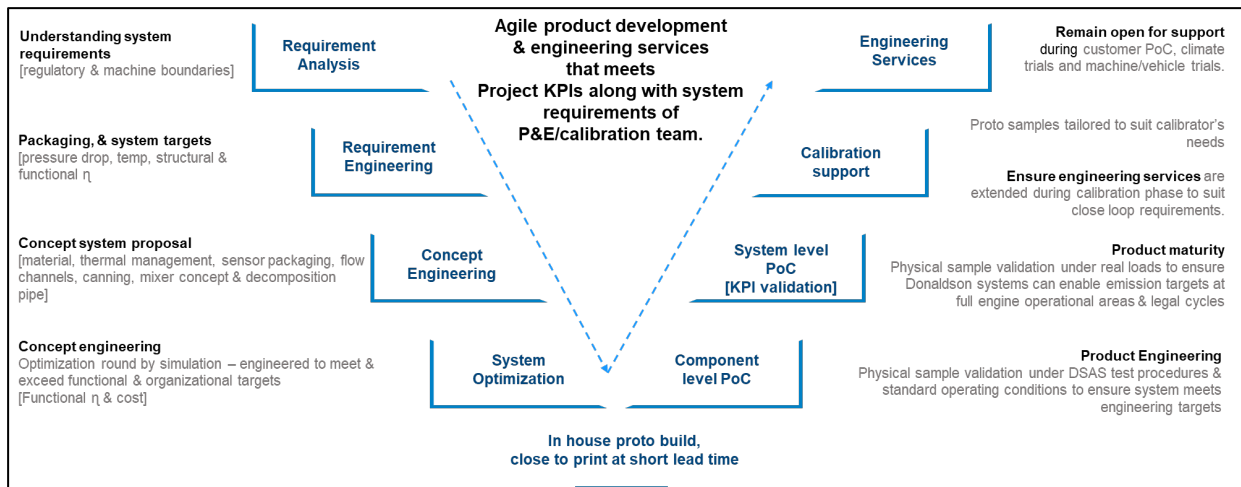 Understanding system
requirements
[regulatory & machine boundaries]
Requirement
Analysis
Agile product development
& engineering services
that meets
Project KPIs along with system
requirements of
P&E/calibration team.
Engineering
Services
Remain open for support
during customer PoC, climate
trials and machine/vehicle trials.
Packaging, & system targets
[pressure drop, temp, structural &
functional ɳ]
Requirement
Engineering
Calibration
support
Proto samples tailored to suit calibrator's
needs
Ensure engineering services are
extended during calibration phase to suit
close loop requirements.
Concept system proposal
[material, thermal management, sensor packaging, flow
channels, canning, mixer concept & decomposition
pipe]
Concept
Engineering
System level
PoC
[KPI validation]
Product maturity
Physical sample validation under real loads to ensure
Donaldson systems can enable emission targets at
full engine operational areas & legal cycles
Concept engineering
Optimization round by simulation – engineered to meet &
exceed functional & organizational targets
[Functional ɳ & cost]
System
Optimization
Component
level PoC
Product Engineering
Physical sample validation under DSAS test procedures &
standard operating conditions to ensure system meets
engineering targets
In house proto build,
close to print at short lead time